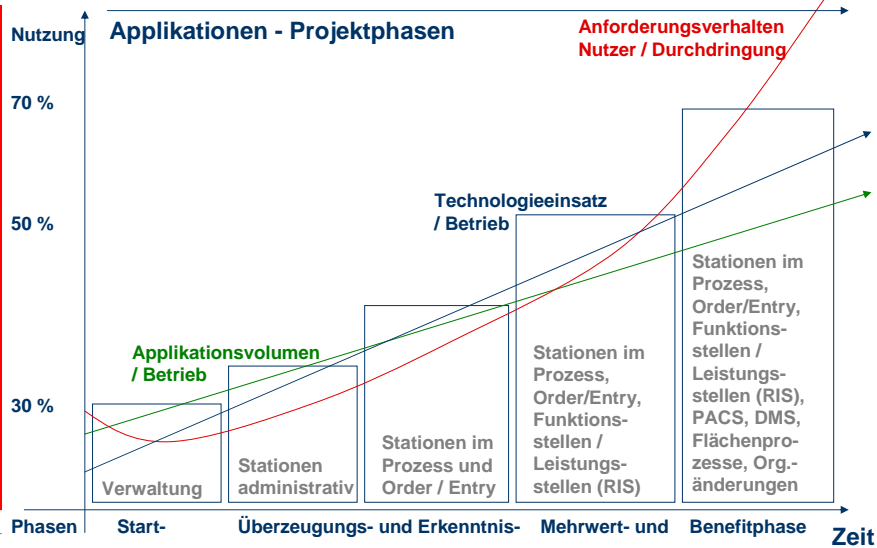 Nutzung
Applikationen - Projektphasen
Anforderungsverhalten
Nutzer / Durchdringung
70 %
50 %
30 %
Technologieeinsatz
/ Betrieb
Applikationsvolumen
/ Betrieb
Verwaltung
Stationen
administrativ
Stationen im
Prozess und
Order / Entry
Stationen im
Prozess,
Order/Entry,
Funktions-
stellen /
Leistungs-
stellen (RIS)
Stationen im
Prozess,
Order/Entry,
Funktions-
stellen /
Leistungs-
stellen (RIS),
PACS, DMS,
Flächenpro-
zesse, Org.-
änderungen
Phasen
Start-
Überzeugungs- und Erkenntnis-
Mehrwert- und
Benefitphase
Zeit